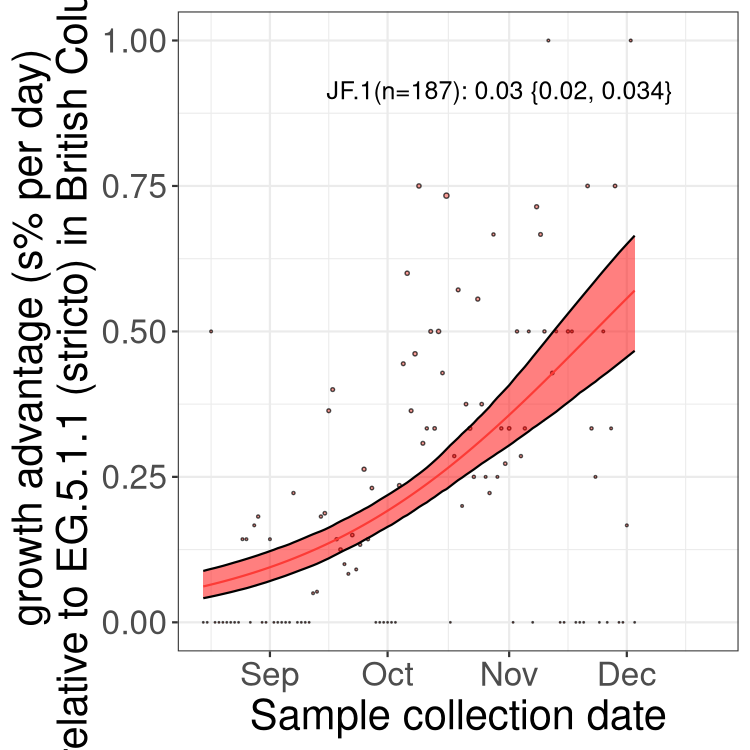 growth advantage (s% per day)
relative to EG.5.1.1 (stricto) in British Colu
1.00
0.75
0.50
0.25
0.00
JF.1(n=187): 0.03 {0.02, 0.034}
Sep Oct Nov Dec
Sample collection date